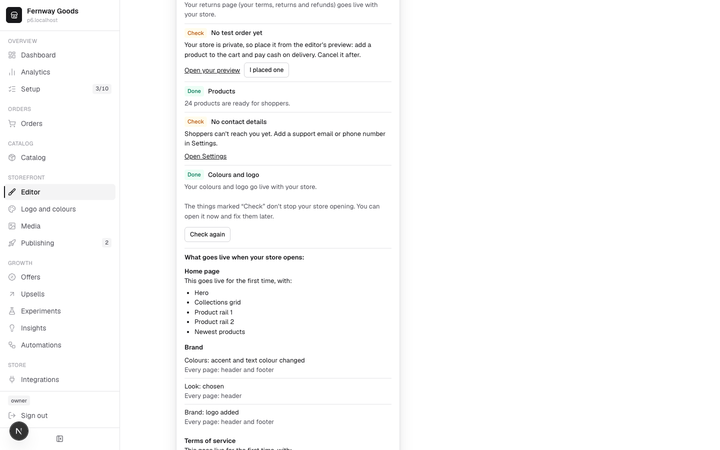 Fernway Goods
p6.localhost
OVERVIEW
Dashboard
Analytics
Setup 3/10
ORDERS
Orders
CATALOG
Catalog
STOREFRONT
Editor
Logo and colours
Media
Publishing 2
GROWTH
Offers
Upsells
Experiments
Insights
Automations
STORE
Integrations
owner
Sign out
N
Your returns page (your terms, returns and refunds) goes live with
your store.
Check No test order yet
Your store is private, so place it from the editor's preview: add a
product to the cart and pay cash on delivery. Cancel it after.
Open your preview I placed one
Done Products
24 products are ready for shoppers.
Check No contact details
Shoppers can't reach you yet. Add a support email or phone number
in Settings.
Open Settings
Done Colours and logo
Your colours and logo go live with your store.
The things marked "Check" don't stop your store opening. You can
open it now and fix them later.
Check again
What goes live when your store opens:
Home page
This goes live for the first time, with:
• Hero
• Collections grid
• Product rail 1
• Product rail 2
• Newest products
Brand
Colours: accent and text colour changed
Every page: header and footer
Look: chosen
Every page: header
Brand: logo added
Every page: header and footer
Terms of service
This goes live for the first time, with: